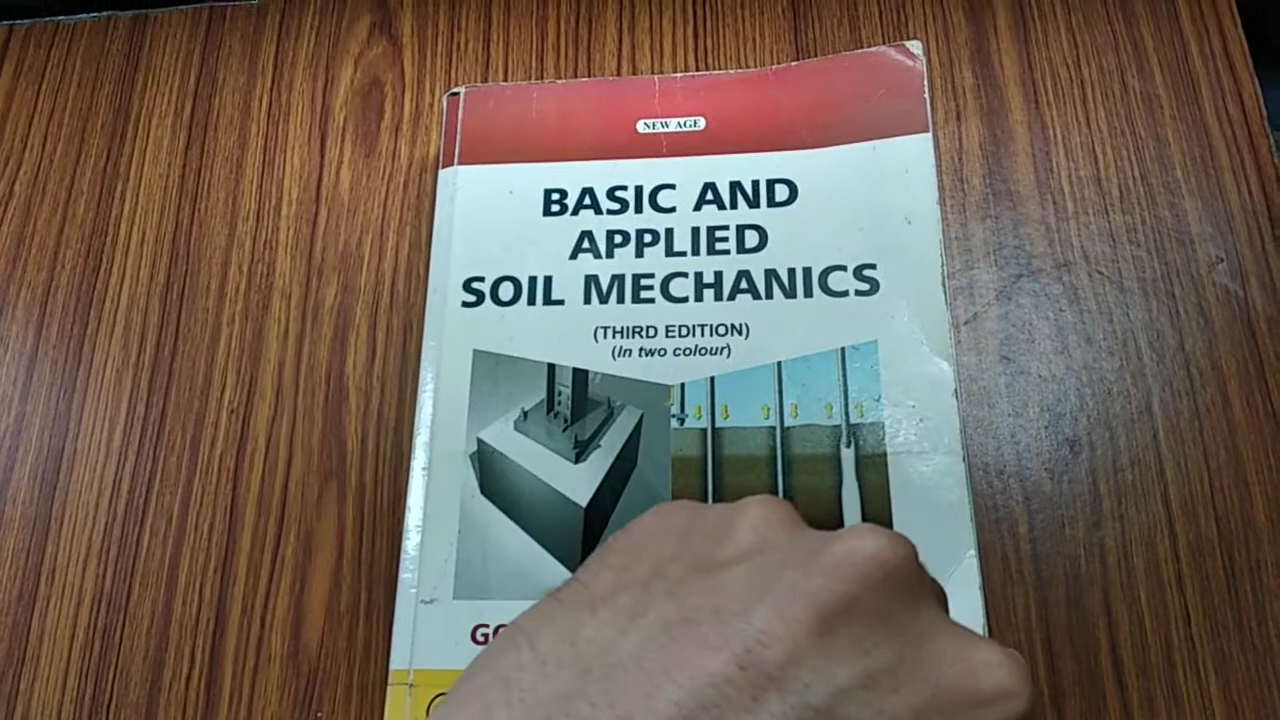 NEW AGE
BASIC AND
APPLIED
SOIL MECHANICS
(THIRD EDITION)
(In two colour)